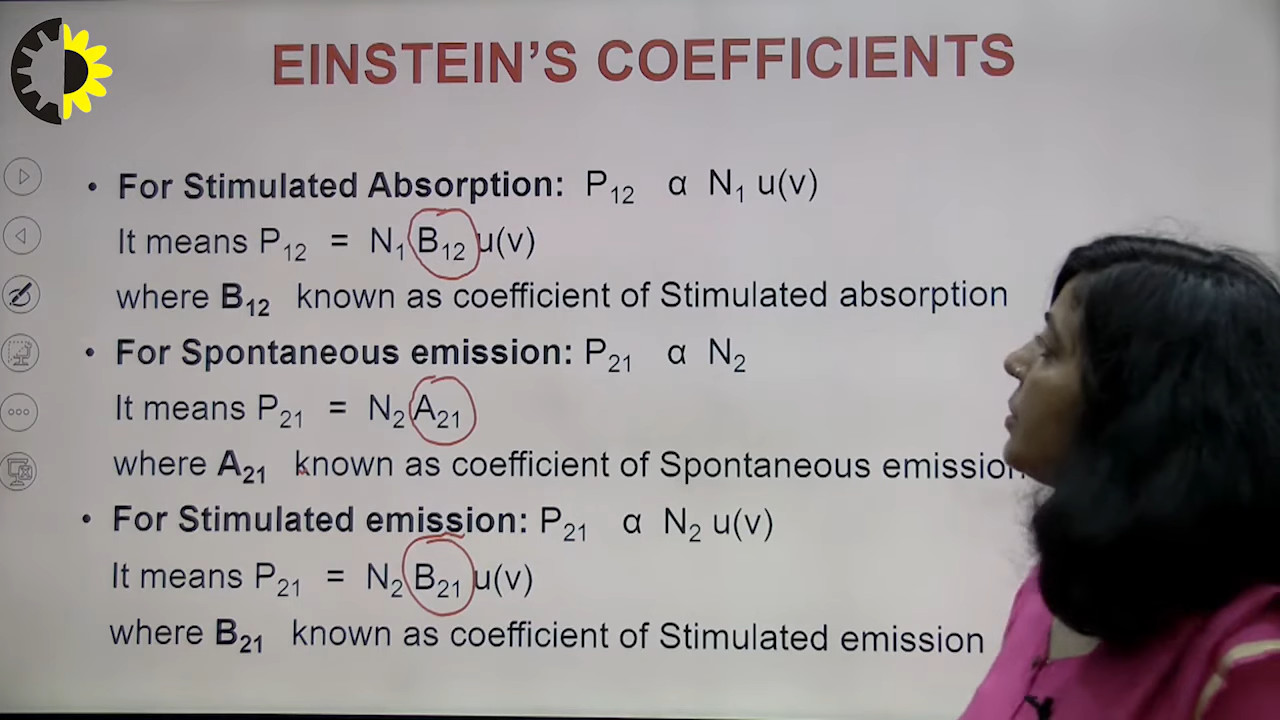 EINSTEIN'S COEFFICIENTS
• For Stimulated Absorption: P₁₂ α N₁ u(v)
It means P₁₂ = N₁ B₁₂ u(v)
where B₁₂ known as coefficient of Stimulated absorption
• For Spontaneous emission: P₂₁ α N₂
It means P₂₁ = N₂ A₂₁
where A₂₁ known as coefficient of Spontaneous emission
• For Stimulated emission: P₂₁ α N₂ u(v)
It means P₂₁ = N₂ B₂₁ u(v)
where B₂₁ known as coefficient of Stimulated emission